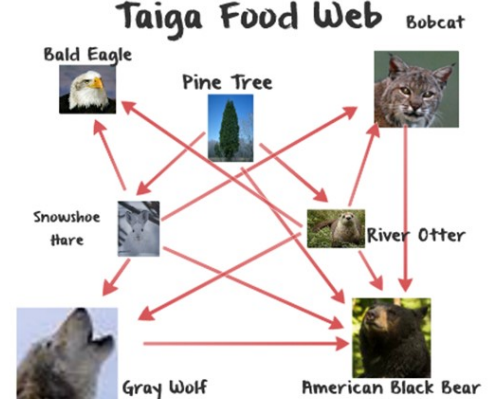 Taiga Food Web
Bobcat
Bald Eagle
Pine Tree
Snowshoe
Hare
River Otter
Gray Wolf
American Black Bear